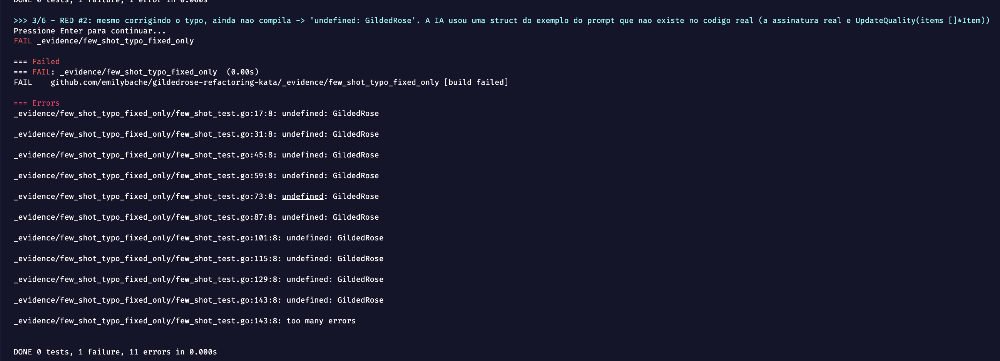 DONE 0 tests, 1 failure, 1 error in 0.000s
>>> 3/6 - RED #2: mesmo corrigindo o typo, ainda nao compila -> 'undefined: GildedRose'. A IA usou uma struct do exemplo do prompt que nao existe no codigo real (a assinatura real e UpdateQuality(items []*Item))
Pressione Enter para continuar...
FAIL _evidence/few_shot_typo_fixed_only
=== Failed
=== FAIL: _evidence/few_shot_typo_fixed_only  (0.00s)
FAIL    github.com/emilybache/gildedrose-refactoring-kata/_evidence/few_shot_typo_fixed_only [build failed]
=== Errors
_evidence/few_shot_typo_fixed_only/few_shot_test.go:17:8: undefined: GildedRose
_evidence/few_shot_typo_fixed_only/few_shot_test.go:31:8: undefined: GildedRose
_evidence/few_shot_typo_fixed_only/few_shot_test.go:45:8: undefined: GildedRose
_evidence/few_shot_typo_fixed_only/few_shot_test.go:59:8: undefined: GildedRose
_evidence/few_shot_typo_fixed_only/few_shot_test.go:73:8: undefined: GildedRose
_evidence/few_shot_typo_fixed_only/few_shot_test.go:87:8: undefined: GildedRose
_evidence/few_shot_typo_fixed_only/few_shot_test.go:101:8: undefined: GildedRose
_evidence/few_shot_typo_fixed_only/few_shot_test.go:115:8: undefined: GildedRose
_evidence/few_shot_typo_fixed_only/few_shot_test.go:129:8: undefined: GildedRose
_evidence/few_shot_typo_fixed_only/few_shot_test.go:143:8: undefined: GildedRose
_evidence/few_shot_typo_fixed_only/few_shot_test.go:143:8: too many errors
DONE 0 tests, 1 failure, 11 errors in 0.000s